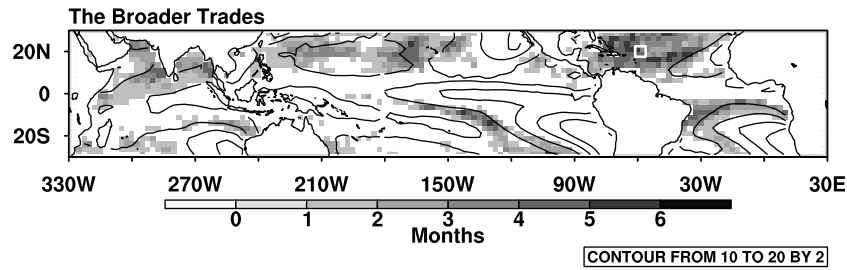 The Broader Trades
20N
0
20S
330W 270W 210W 150W 90W 30W 30E
0 1 2 3 4 5 6
Months
CONTOUR FROM 10 TO 20 BY 2